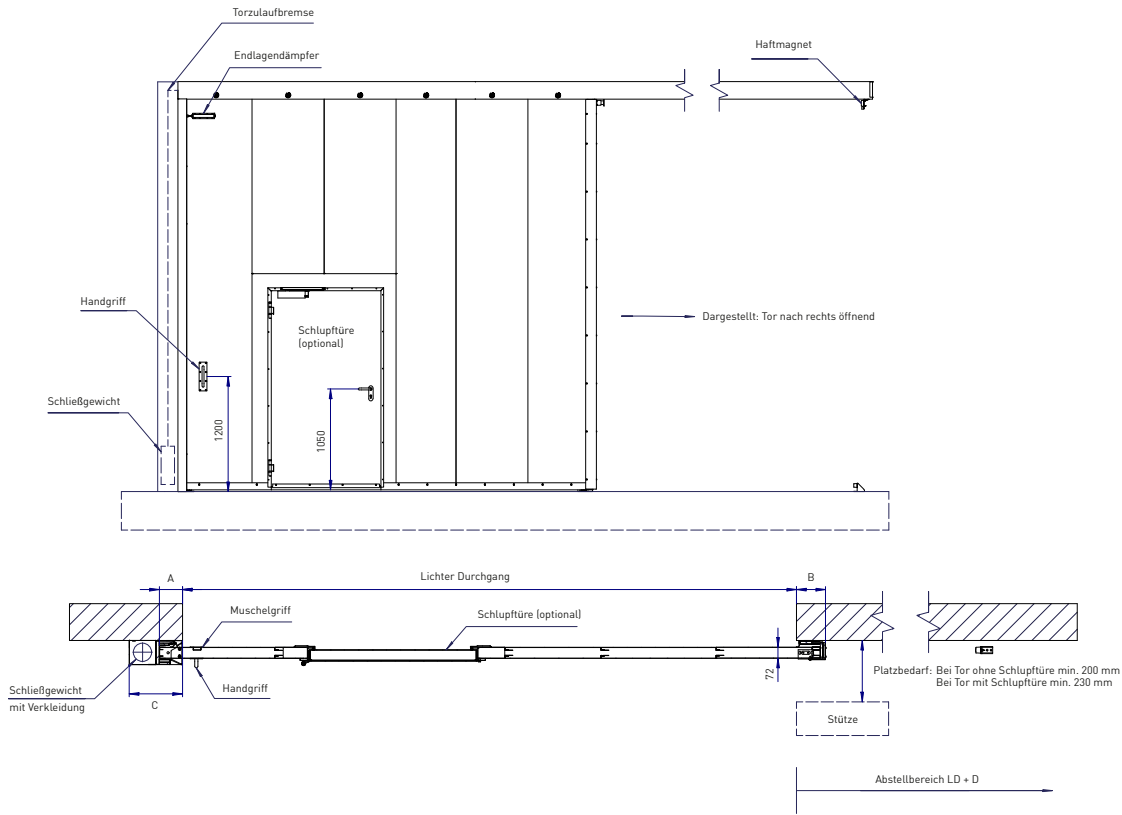 Torzulaufbremse
Endlagendämpfer
Haftmagnet
Handgriff
Schlupftüre
(optional)
Dargestellt: Tor nach rechts öffnend
Schließgewicht
1200
1050
A
Lichter Durchgang
B
Muschelgriff
Schlupftüre (optional)
72
Platzbedarf: Bei Tor ohne Schlupftüre min. 200 mm
Bei Tor mit Schlupftüre min. 230 mm
Schließgewicht
mit Verkleidung
Handgriff
C
Stütze
Abstellbereich LD + D